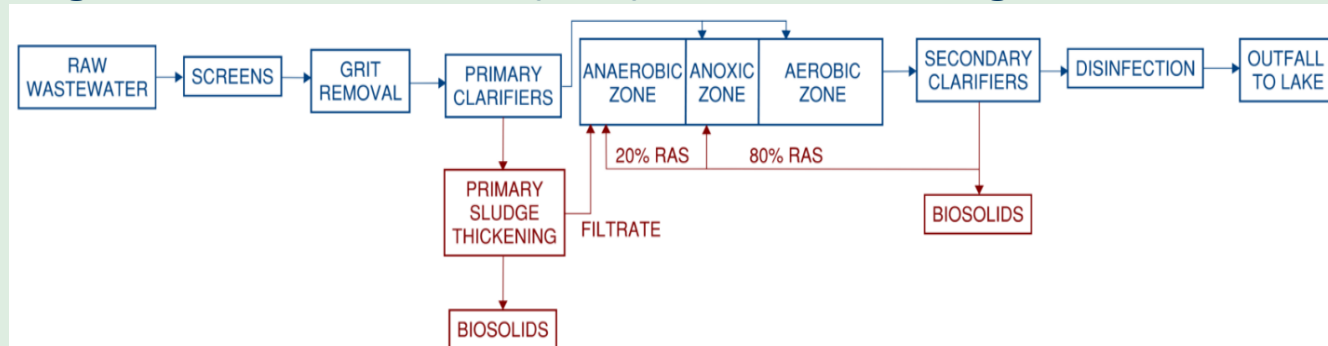 RAW
WASTEWATER
SCREENS
GRIT
REMOVAL
PRIMARY
CLARIFIERS
ANAEROBIC
ZONE
ANOXIC
ZONE
AEROBIC
ZONE
SECONDARY
CLARIFIERS
DISINFECTION
OUTFALL
TO LAKE
20% RAS
80% RAS
PRIMARY
SLUDGE
THICKENING
FILTRATE
BIOSOLIDS
BIOSOLIDS